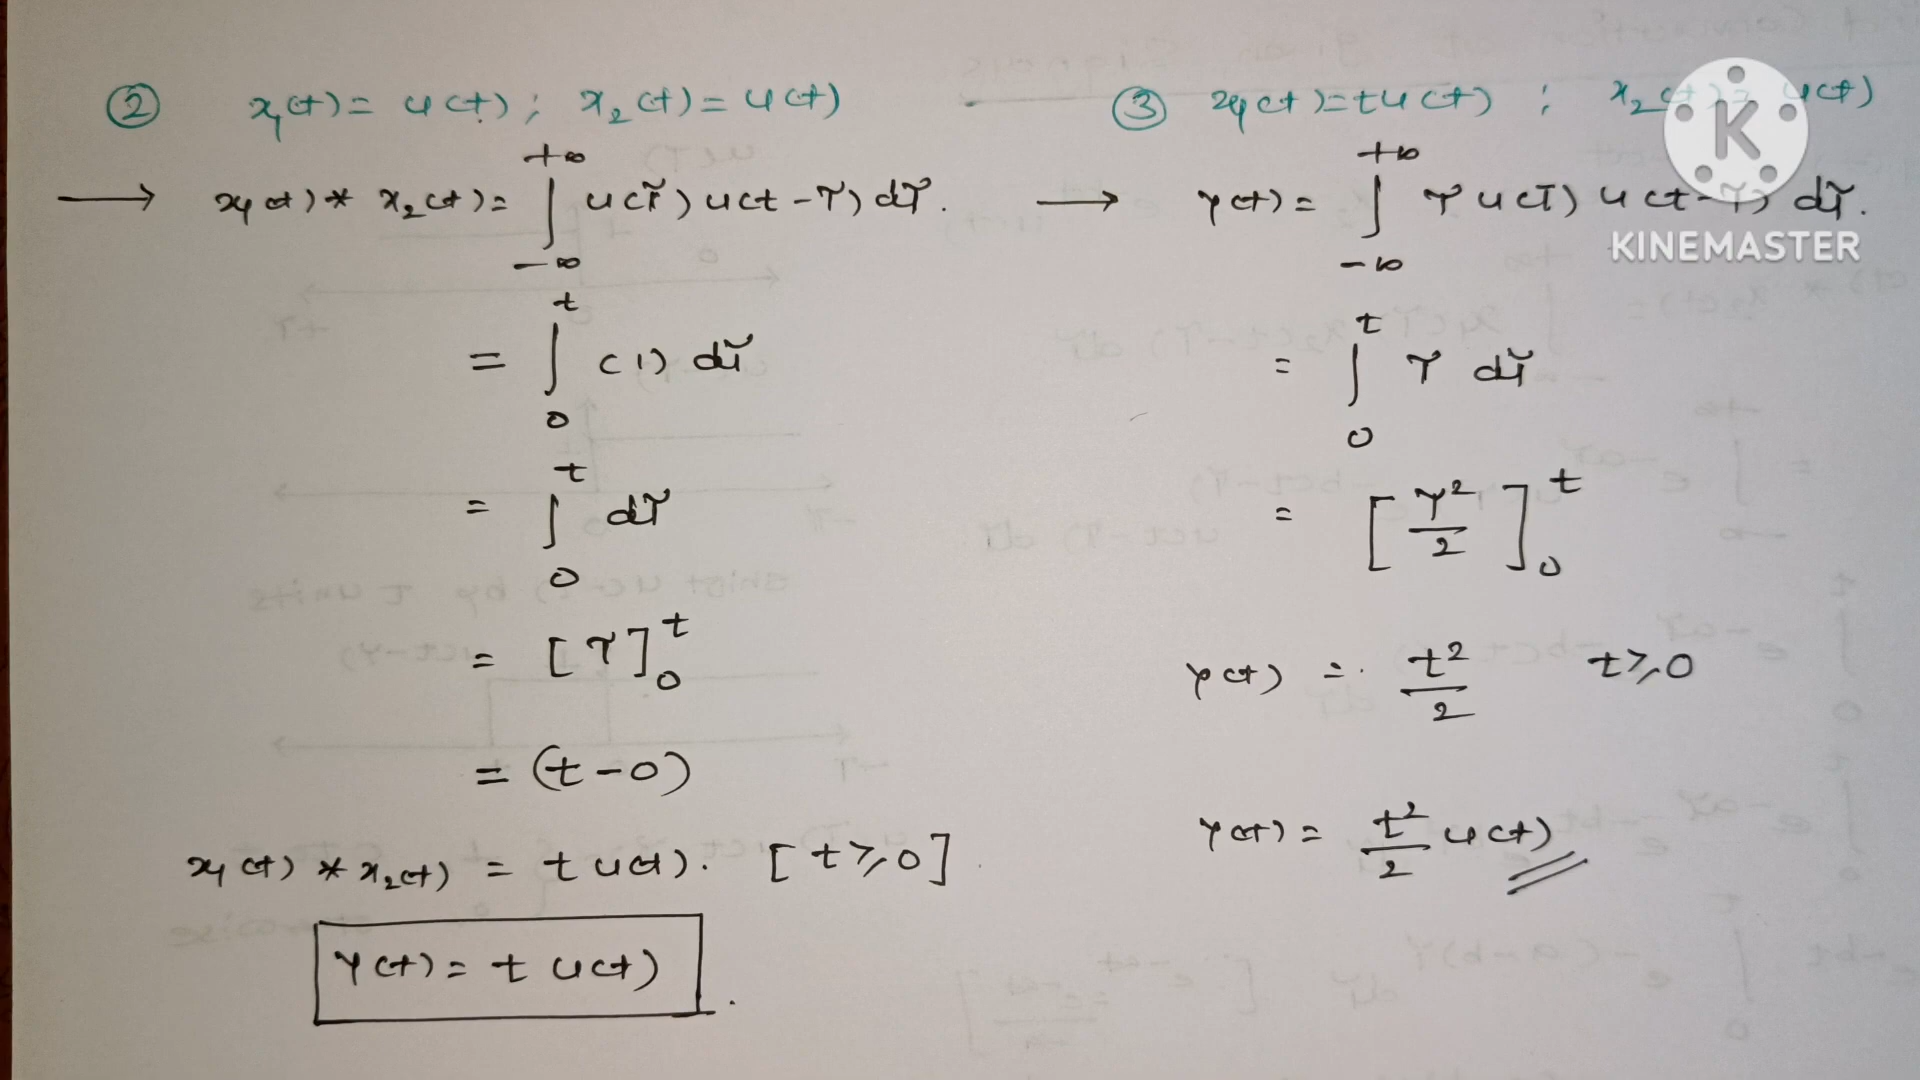 ② x₁(t) = u(t) ; x₂(t) = u(t)
→ x₁(t) * x₂(t) = ∫_{-∞}^{+∞} u(τ) u(t-τ) dτ.
= ∫_0^t (1) dτ
= ∫_0^t dτ
= [τ]_0^t
= (t-0)
x₁(t) * x₂(t) = t u(t). [t ≥ 0]
y(t) = t u(t)
③ x₁(t) = t u(t) ; x₂(t) = u(t)
→ y(t) = ∫_{-∞}^{+∞} τ u(τ) u(t-τ) dτ.
= ∫_0^t τ dτ
= [τ²/2]_0^t
y(t) = t²/2 t ≥ 0
y(t) = t²/2 u(t)
K
KINEMASTER